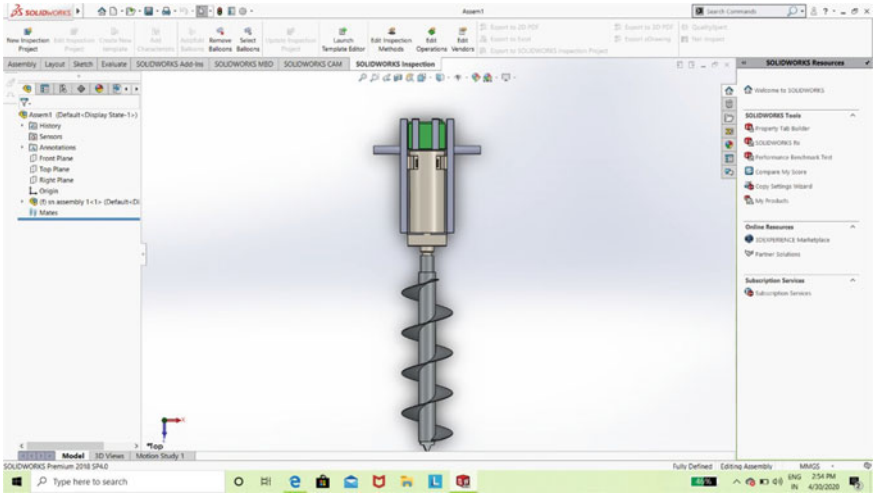 SOLIDWORKS
Assem1
Search Commands
New Inspection Project
Edit Inspection Project
Create New template
Add Characteristic
Add/Edit Balloons
Remove Balloons
Select Balloons
Update Inspection Project
Launch Template Editor
Edit Inspection Methods
Edit Operations
Edit Vendors
Export to 2D PDF
Export to Excel
Export to SOLIDWORKS Inspection Project
Export to 3D PDF
Export eDrawing
QualityXpert
Net-Inspect
Assembly Layout Sketch Evaluate SOLIDWORKS Add-Ins SOLIDWORKS MBD SOLIDWORKS CAM SOLIDWORKS Inspection
Assem1 (Default<Display State-1>)
History
Sensors
Annotations
Front Plane
Top Plane
Right Plane
Origin
(f) sn assembly 1<1> (Default<Di
Mates
*Top
SOLIDWORKS Resources
Welcome to SOLIDWORKS
SOLIDWORKS Tools
Property Tab Builder
SOLIDWORKS Rx
Performance Benchmark Test
Compare My Score
Copy Settings Wizard
My Products
Online Resources
3DEXPERIENCE Marketplace
Partner Solutions
Subscription Services
Subscription Services
Model 3D Views Motion Study 1
SOLIDWORKS Premium 2018 SP4.0
Fully Defined Editing Assembly MMGS
Type here to search
46%
ENG
IN
2:54 PM
4/30/2020